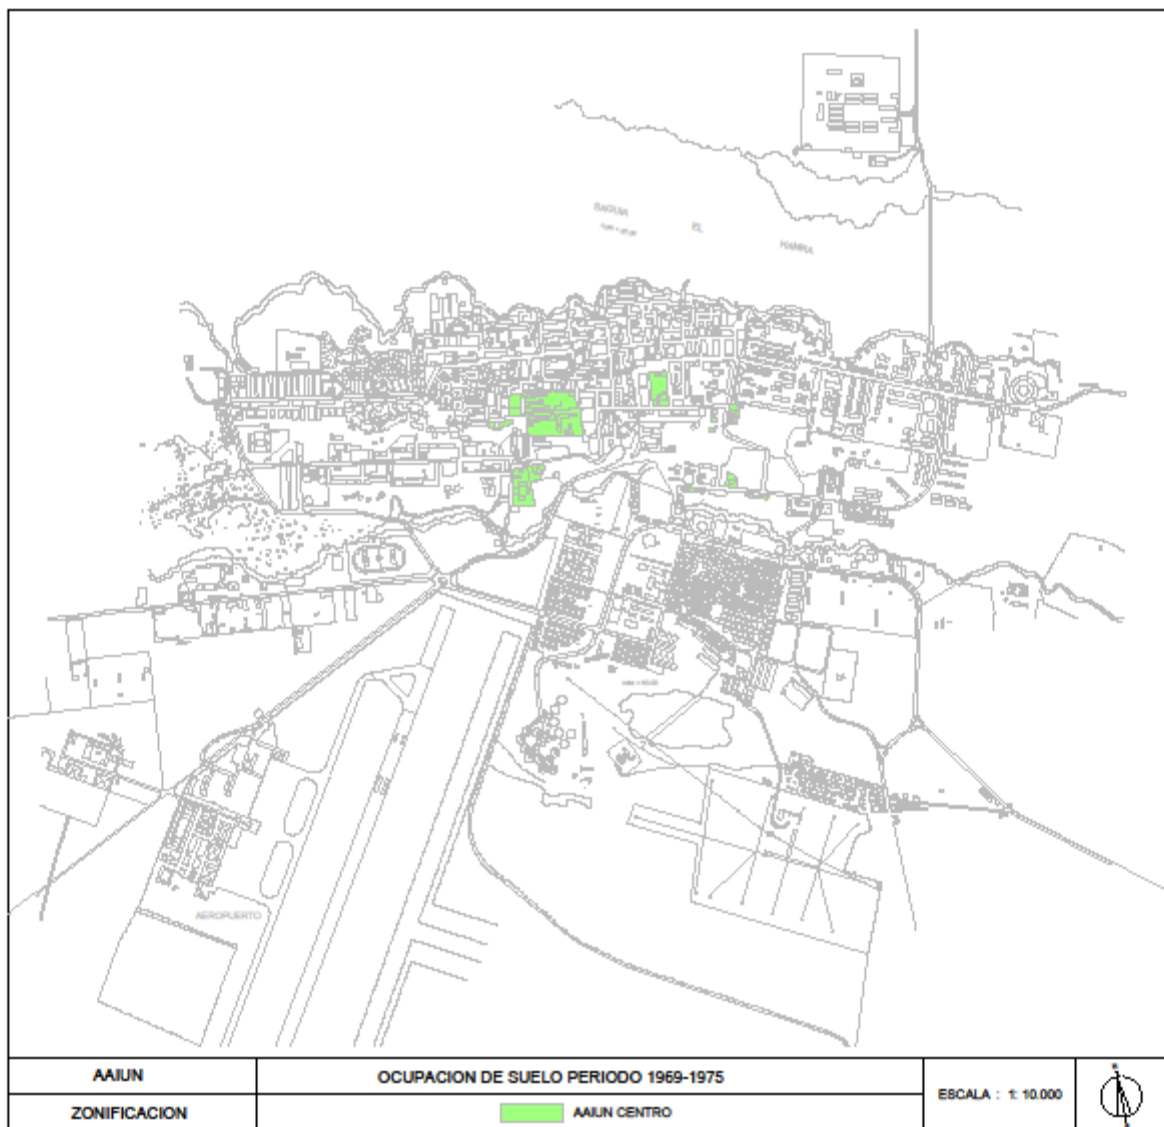 SAGUIA EL HAMRA
AEROPUERTO
AAIUN
OCUPACION DE SUELO PERIODO 1969-1975
ESCALA : 1: 10.000
ZONIFICACION
AAIUN CENTRO